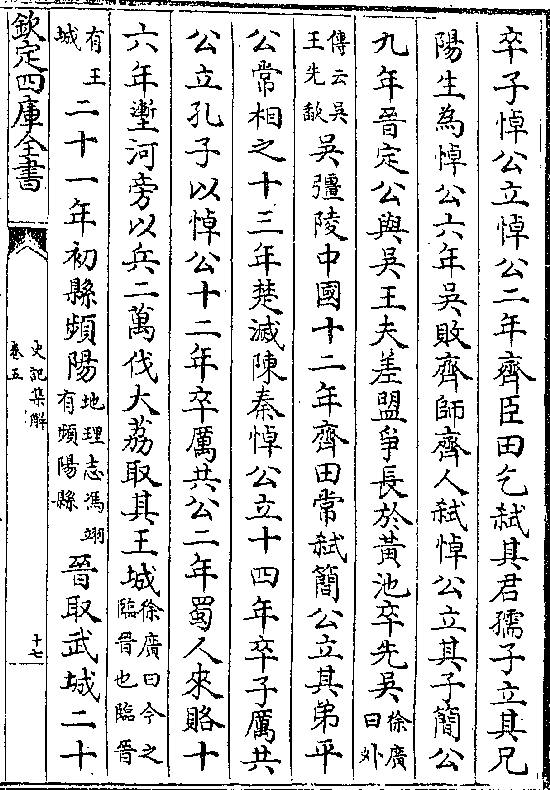 卒子悼公立悼公二年齊臣田乞弒其君孺子立其兄
陽生為悼公六年吳敗齊師齊人弒悼公立其子簡公
九年晉定公與吳王夫差盟爭長於黃池卒先吳徐廣曰外
傳云吳王先歃吳彊陵中國十二年齊田常弒簡公立其弟平
公常相之十三年楚滅陳秦悼公立十四年卒子厲共
公立孔子以悼公十二年卒厲共公二年蜀人來賂十
六年壍河旁以兵二萬伐大荔取其王城徐廣曰今之臨晉也臨晉
有王城二十一年初縣頻陽地理志馮翊有頻陽縣晉取武城二十
欽定四庫全書
史記集解
卷五
十七